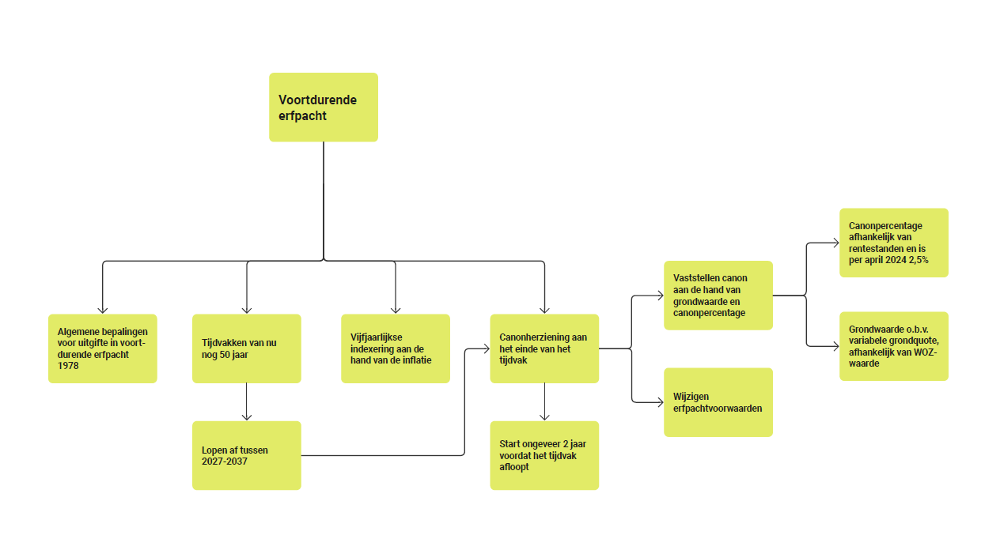 Voortdurende
erfpacht
Algemene bepalingen
voor uitgifte in voort-
durende erfpacht
1978
Tijdvakken van nu
nog 50 jaar
Vijfjaarlijkse
indexering aan de
hand van de inflatie
Canonherziening aan
het einde van het
tijdvak
Lopen af tussen
2027-2037
Start ongeveer 2 jaar
voordat het tijdvak
afloopt
Vaststellen canon
aan de hand van
grondwaarde en
canonpercentage
Wijzigen
erfpachtvoorwaarden
Canonpercentage
afhankelijk van
rentestanden en is
per april 2024 2,5%
Grondwaarde o.b.v.
variabele grondquote,
afhankelijk van WOZ-
waarde